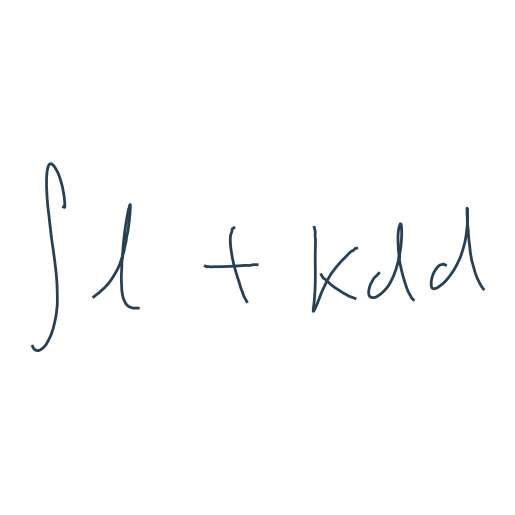 ∫ l + kdd